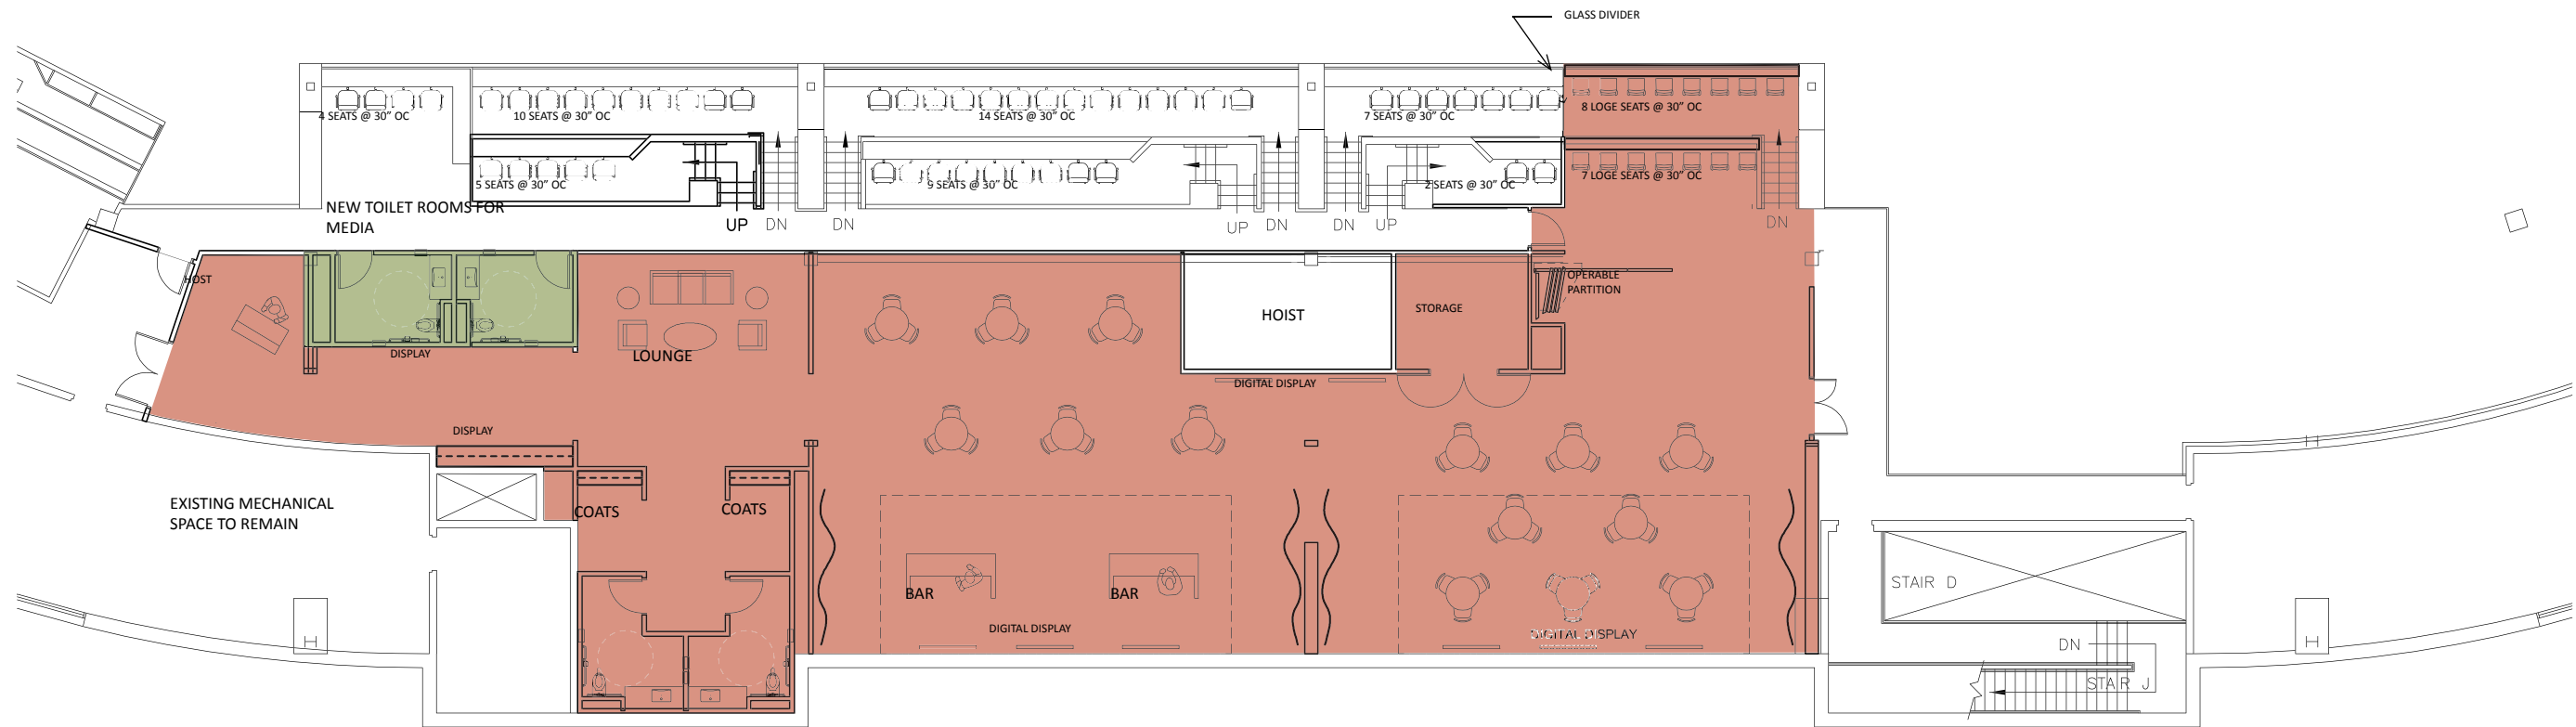 GLASS DIVIDER
4 SEATS @ 30” OC
10 SEATS @ 30” OC
14 SEATS @ 30” OC
7 SEATS @ 30” OC
8 LOGE SEATS @ 30” OC
5 SEATS @ 30” OC
9 SEATS @ 30” OC
2 SEATS @ 30” OC
7 LOGE SEATS @ 30” OC
NEW TOILET ROOMS FOR
MEDIA
UP
DN
DN
UP
DN
DN
UP
DN
HOST
OPERABLE
PARTITION
HOIST
STORAGE
DISPLAY
LOUNGE
DIGITAL DISPLAY
DISPLAY
EXISTING MECHANICAL
SPACE TO REMAIN
COATS
COATS
BAR
BAR
STAIR D
DIGITAL DISPLAY
DIGITAL DISPLAY
H
H
H
DN
STAIR J